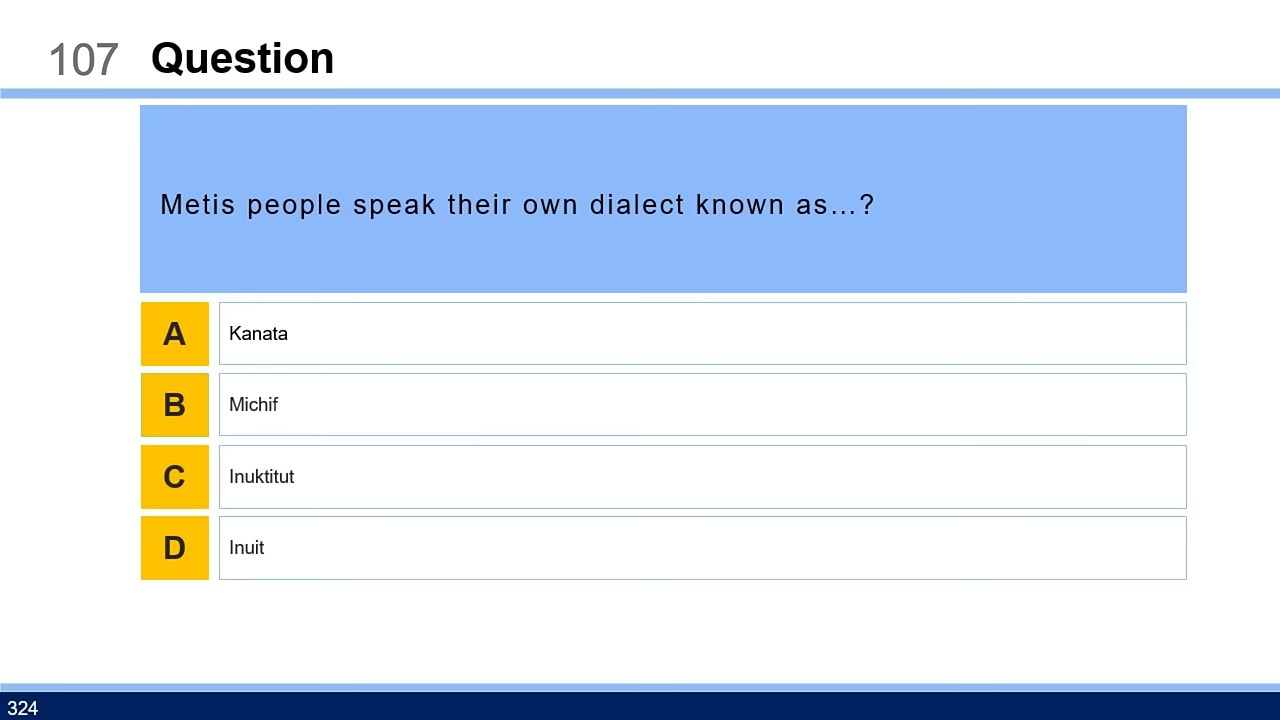 107 Question
Metis people speak their own dialect known as...?
A Kanata
B Michif
C Inuktitut
D Inuit
324